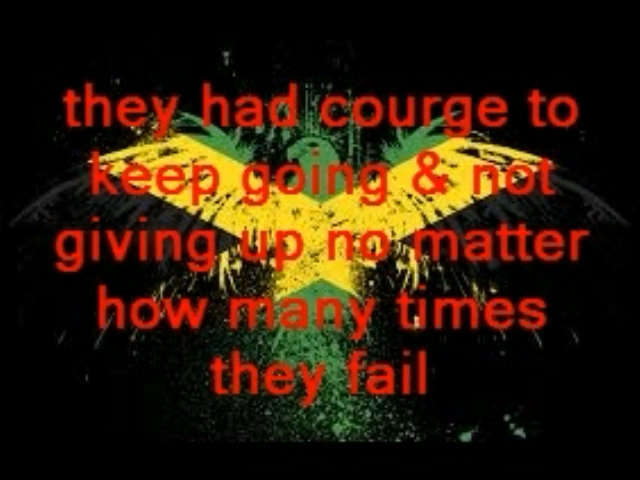 they had courge to
keep going & not
giving up no matter
how many times
they fail